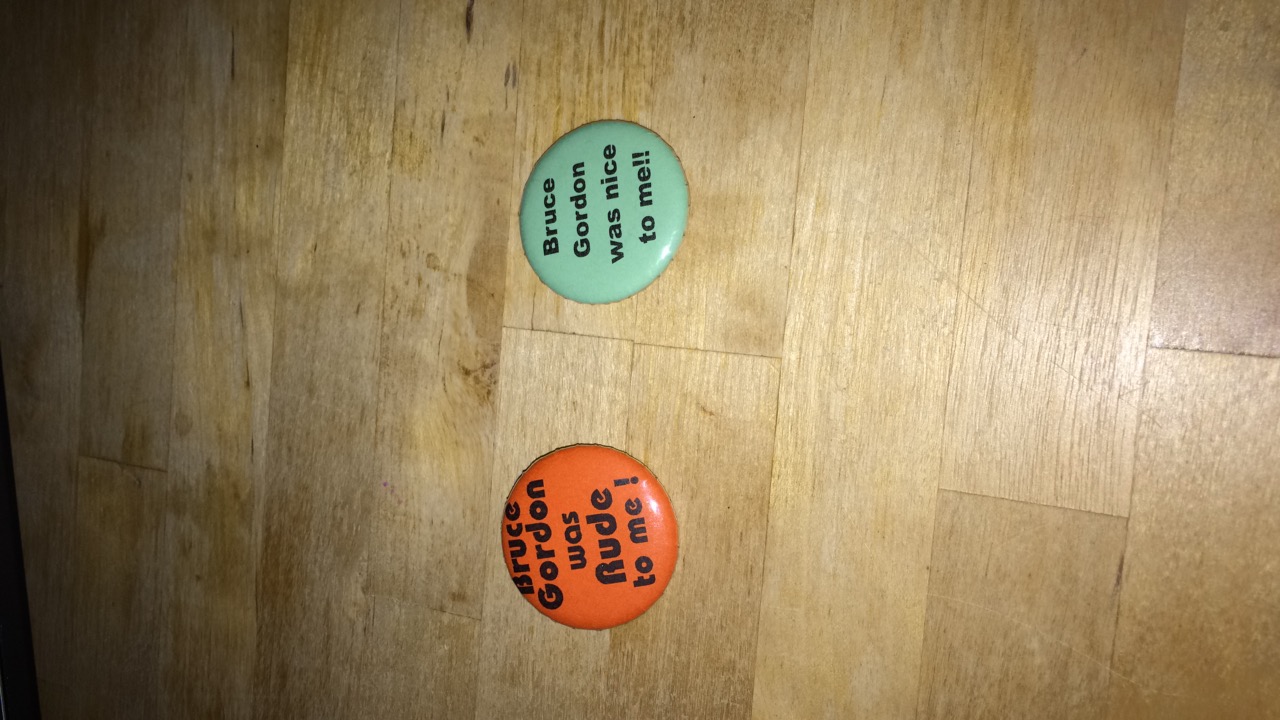 Bruce
Gordon
was nice
to me!!
Bruce
Gordon
was
Rude
to me!